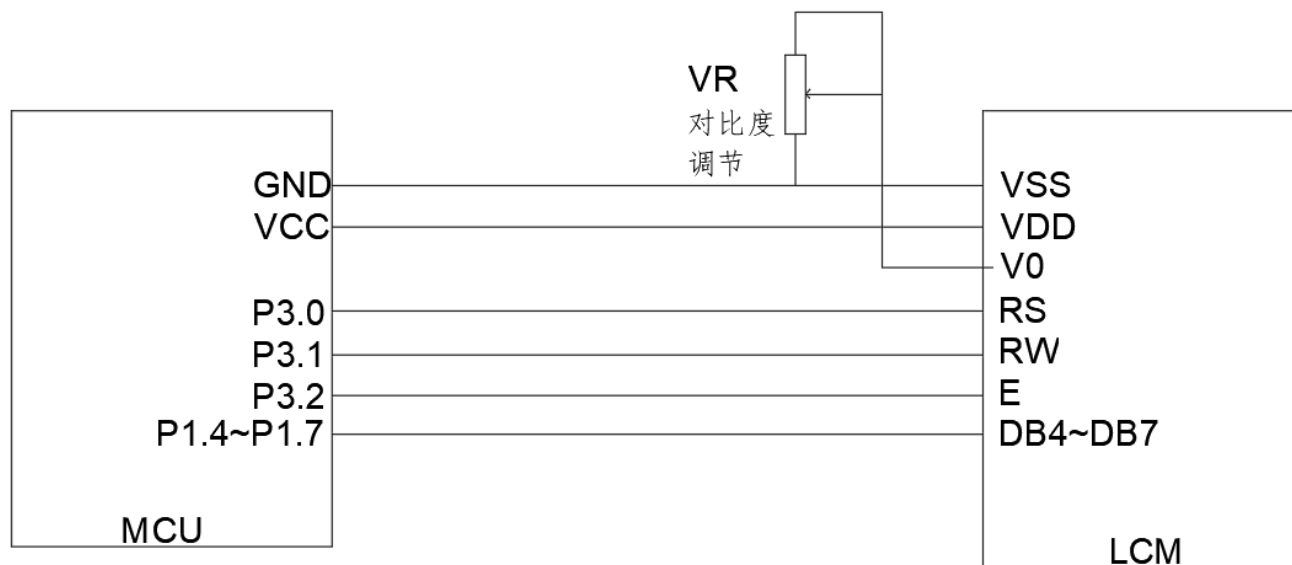 VR
对比度
调节
GND
VCC
P3.0
P3.1
P3.2
P1.4~P1.7
MCU
VSS
VDD
V0
RS
RW
E
DB4~DB7
LCM